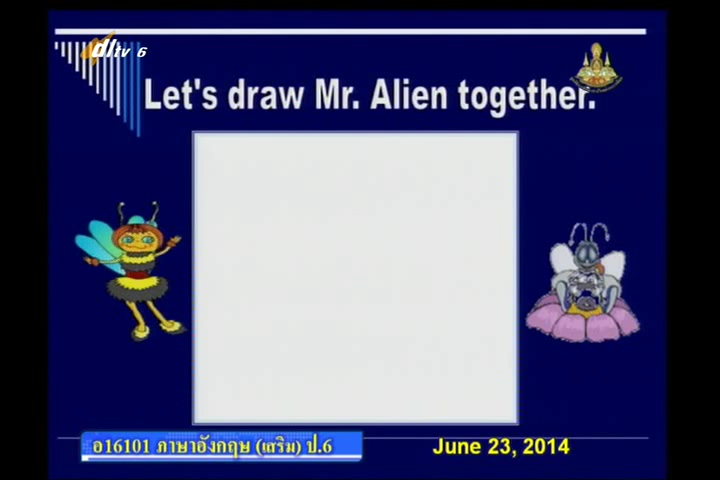 dltv 6
Let's draw Mr. Alien together.
อ16101 ภาษาอังกฤษ (เสริม) ป.6
June 23, 2014